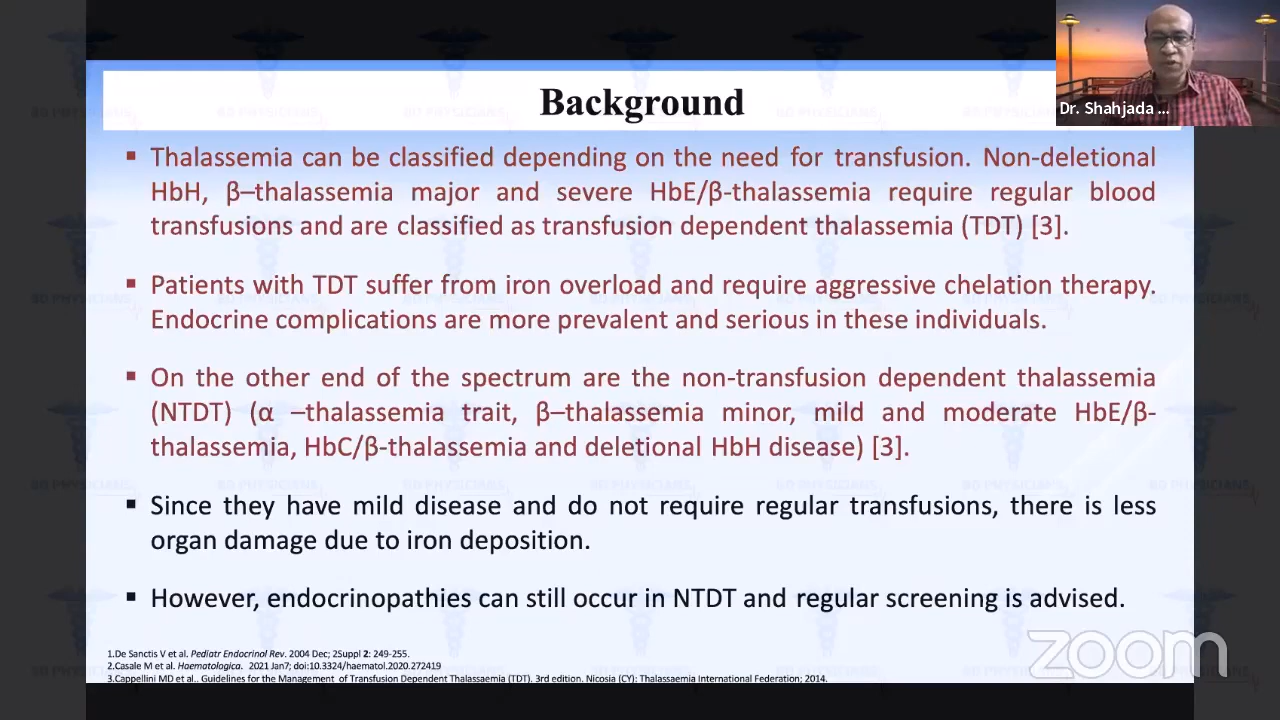 Background
Dr. Shahjada ...
▪ Thalassemia can be classified depending on the need for transfusion. Non-deletional
HbH, β–thalassemia major and severe HbE/β-thalassemia require regular blood
transfusions and are classified as transfusion dependent thalassemia (TDT) [3].
▪ Patients with TDT suffer from iron overload and require aggressive chelation therapy.
Endocrine complications are more prevalent and serious in these individuals.
▪ On the other end of the spectrum are the non-transfusion dependent thalassemia
(NTDT) (α –thalassemia trait, β–thalassemia minor, mild and moderate HbE/β-
thalassemia, HbC/β-thalassemia and deletional HbH disease) [3].
▪ Since they have mild disease and do not require regular transfusions, there is less
organ damage due to iron deposition.
▪ However, endocrinopathies can still occur in NTDT and regular screening is advised.
zoom
1.De Sanctis V et al. Pediatr Endocrinol Rev. 2004 Dec; 2Suppl 2: 249-255.
2.Casale M et al. Haematologica. 2021 Jan7; doi:10.3324/haematol.2020.272419
3.Cappellini MD et al.. Guidelines for the Management of Transfusion Dependent Thalassaemia (TDT). 3rd edition. Nicosia (CY): Thalassaemia International Federation; 2014.